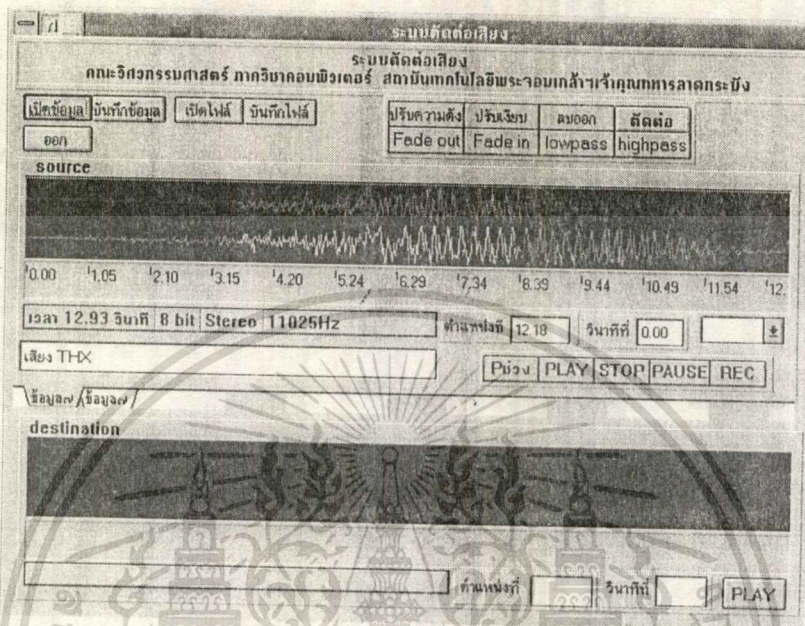 ระบบตัดต่อเสียง
ระบบตัดต่อเสียง
คณะวิศวกรรมศาสตร์ ภาควิชาคอมพิวเตอร์ สถาบันเทคโนโลยีพระจอมเกล้าฯเจ้าคุณทหารลาดกระบัง
เปิดข้อมูล บันทึกข้อมูล เปิดไฟล์ บันทึกไฟล์ ปรับความดัง ปรับเงียบ ลบออก ตัดต่อ
ออก Fade out Fade in lowpass highpass
source
0.00 1.05 2.10 3.15 4.20 5.24 6.29 7.34 8.39 9.44 10.49 11.54 12.
เวลา 12.93 วินาที 8 bit Stereo 11025Hz ตำแหน่งที่ 12 18 วินาทีที่ 0.00
เสียง THX Pช่วง PLAY STOP PAUSE REC
ข้อมูล๗ ข้อมูล๗
destination
ตำแหน่งที่ วินาทีที่ PLAY